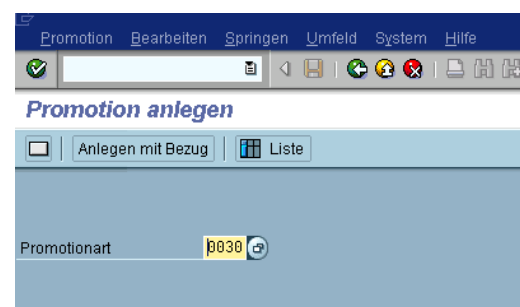 Promotion Bearbeiten Springen Umfeld System Hilfe
Promotion anlegen
Anlegen mit Bezug Liste
Promotionart 0030